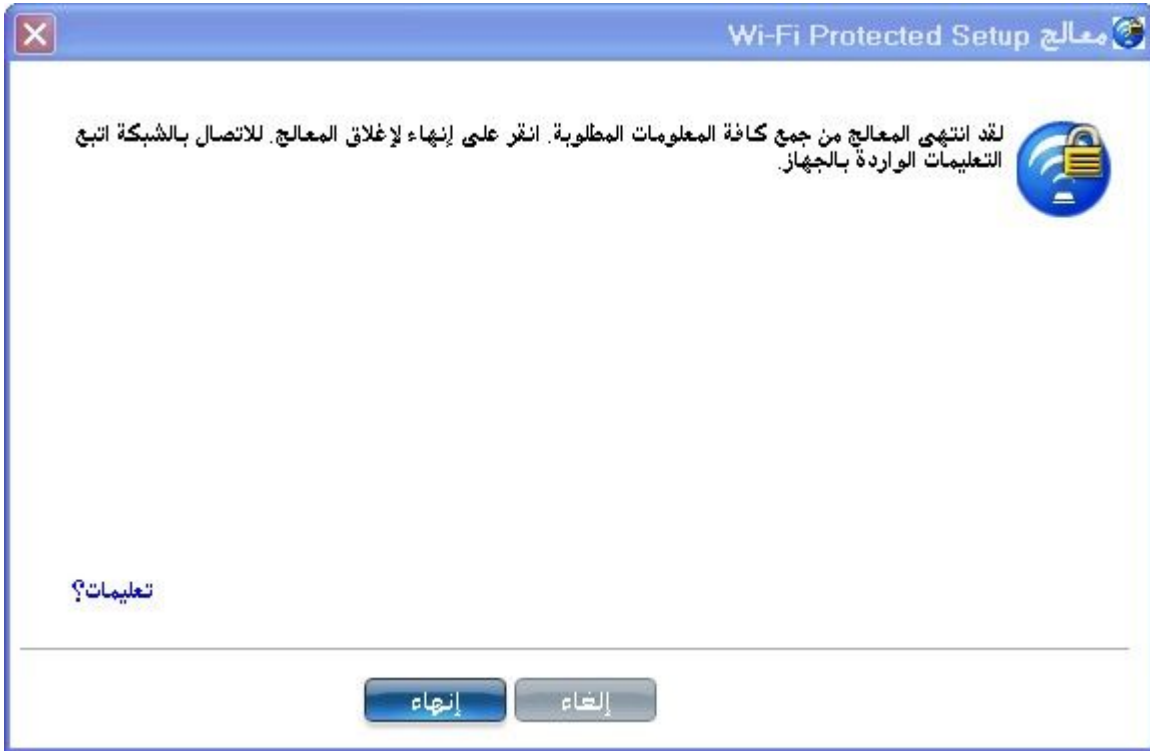 معالج Wi-Fi Protected Setup
لقد انتهى المعالج من جمع كافة المعلومات المطلوبة. انقر على إنهاء لإغلاق المعالج. للاتصال بالشبكة اتبع
التعليمات الواردة بالجهاز.
تعليمات؟
إلغاء
إنهاء